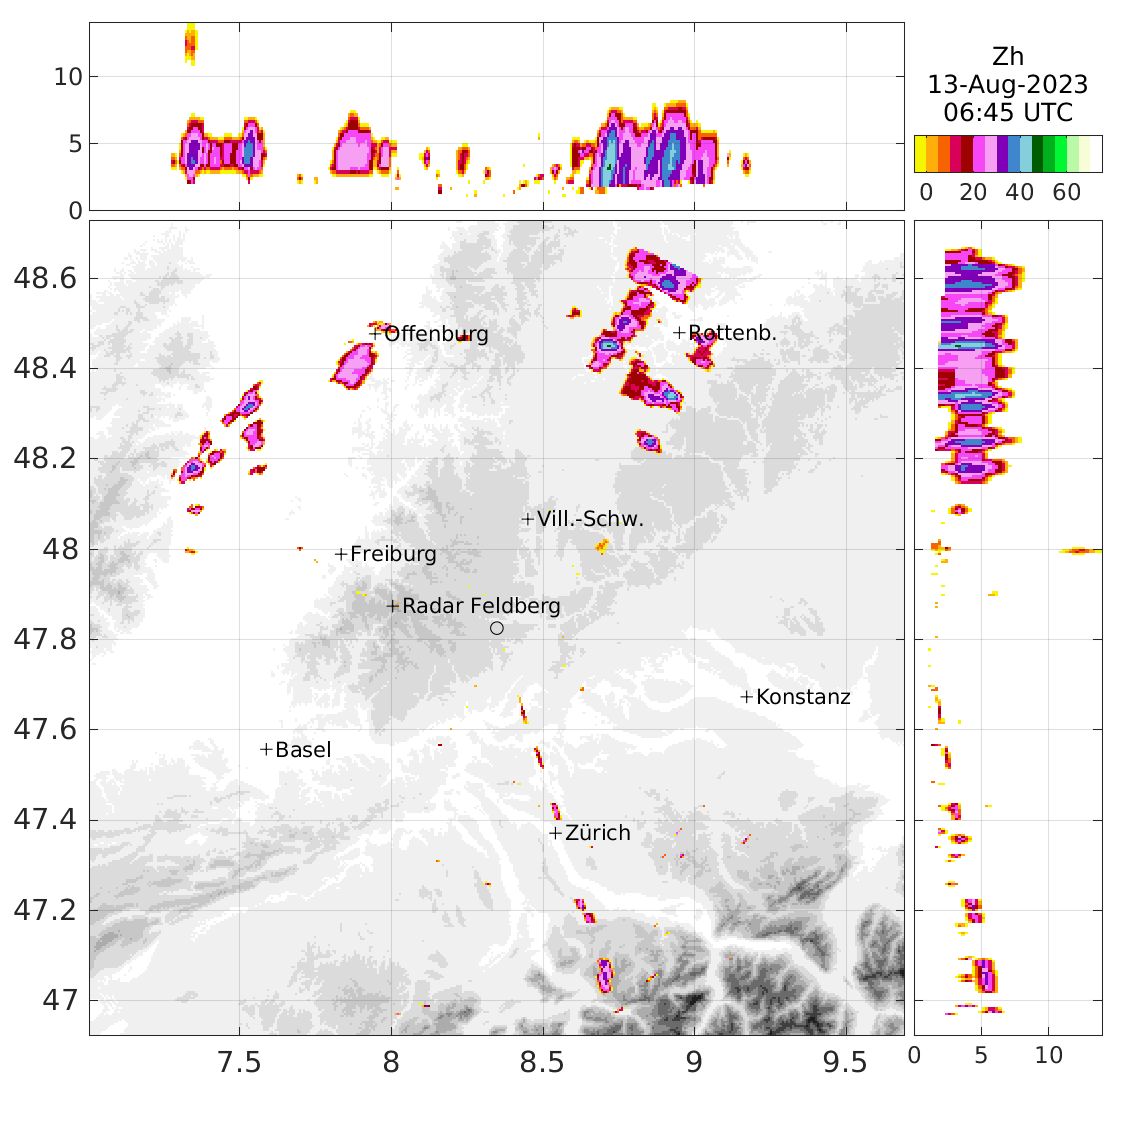 10
5
0
Zh
13-Aug-2023
06:45 UTC
0 20 40 60
48.6
48.4
48.2
48
47.8
47.6
47.4
47.2
47
+Offenburg
+Rottenb.
+Vill.-Schw.
+Freiburg
+Radar Feldberg
+Konstanz
+Basel
+Zürich
7.5 8 8.5 9 9.5
0 5 10